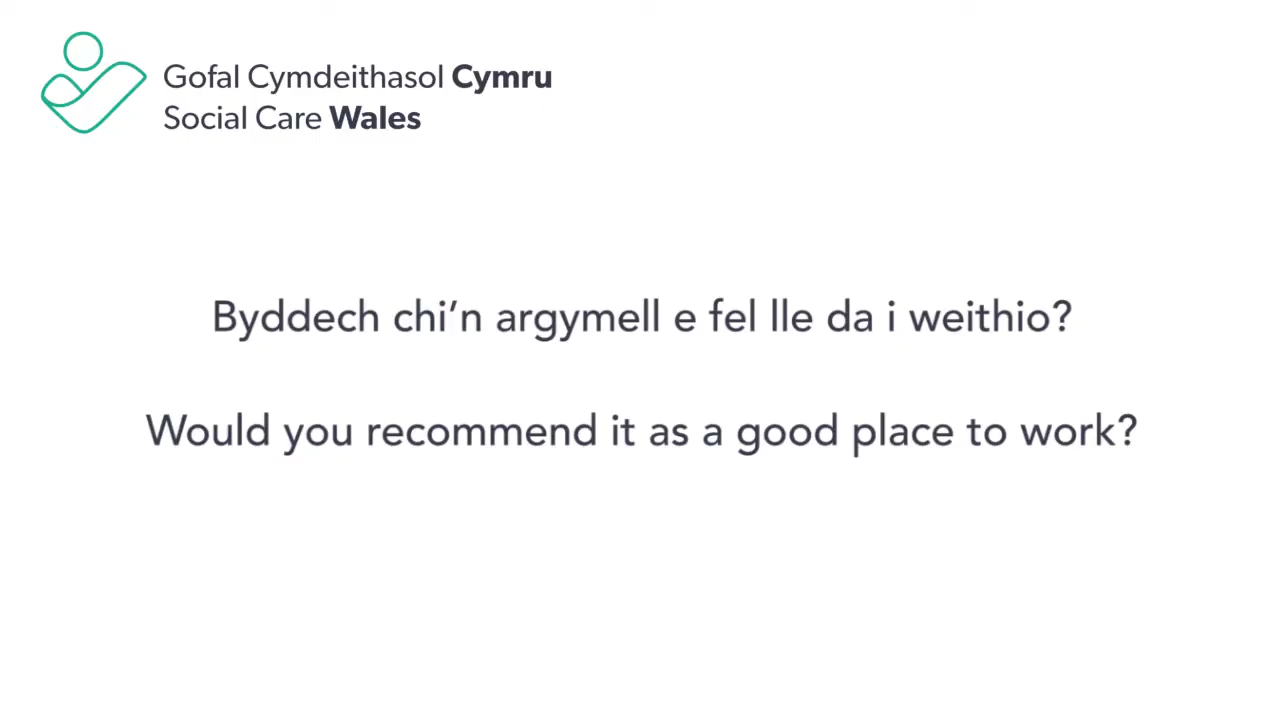 Gofal Cymdeithasol Cymru
Social Care Wales
Byddech chi’n argymell e fel lle da i weithio?
Would you recommend it as a good place to work?